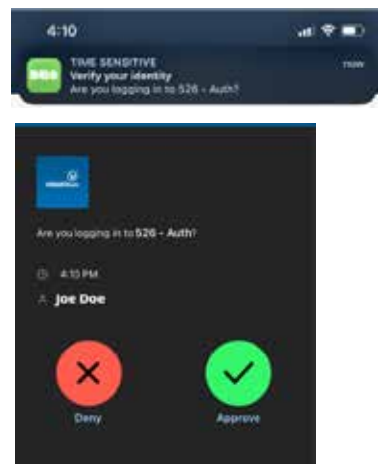 4:10
TIME SENSITIVE
now
Verify your identity
Are you logging in to 526 - Auth?
Are you logging in to 526 - Auth?
4:10 PM
Joe Doe
Deny
Approve